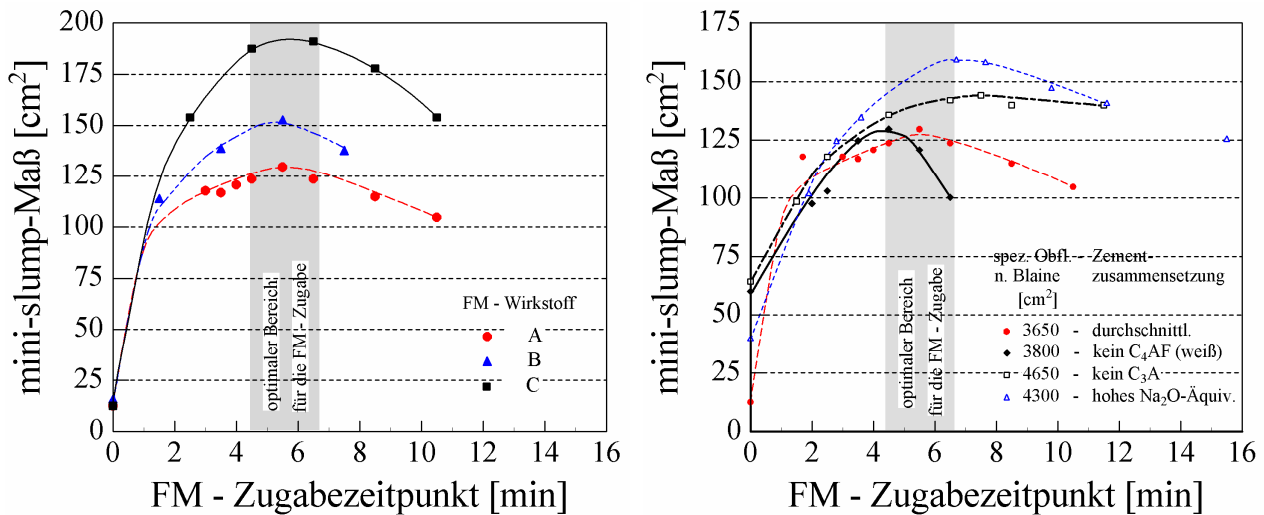 mini-slump-Maß [cm²]
200
175
150
125
100
75
50
25
0
optimaler Bereich
für die FM - Zugabe
FM - Wirkstoff
A
B
C
0 2 4 6 8 10 12 14 16
FM - Zugabezeitpunkt [min]
mini-slump-Maß [cm²]
175
150
125
100
75
50
25
0
optimaler Bereich
für die FM - Zugabe
spez. Obfl. - Zement-
n. Blaine zusammensetzung
[cm²]
3650 - durchschnittl.
3800 - kein C₄AF (weiß)
4650 - kein C₃A
4300 - hohes Na₂O-Äquiv.
0 2 4 6 8 10 12 14 16
FM - Zugabezeitpunkt [min]